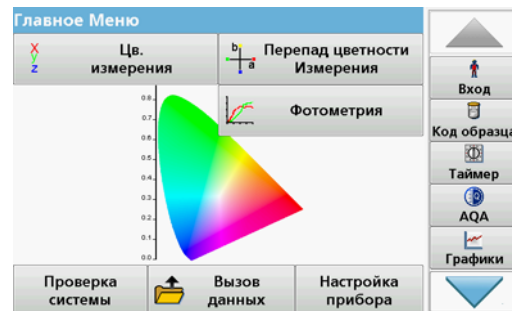 Главное Меню
X
y
z
Цв.
измерения
b
a
Перепад цветности
Измерения
Фотометрия
0.8
0.7
0.6
0.5
0.4
0.3
0.2
0.1
0.0
Проверка
системы
Вызов
данных
Настройка
прибора
Вход
Код образца
Таймер
AQA
Графики